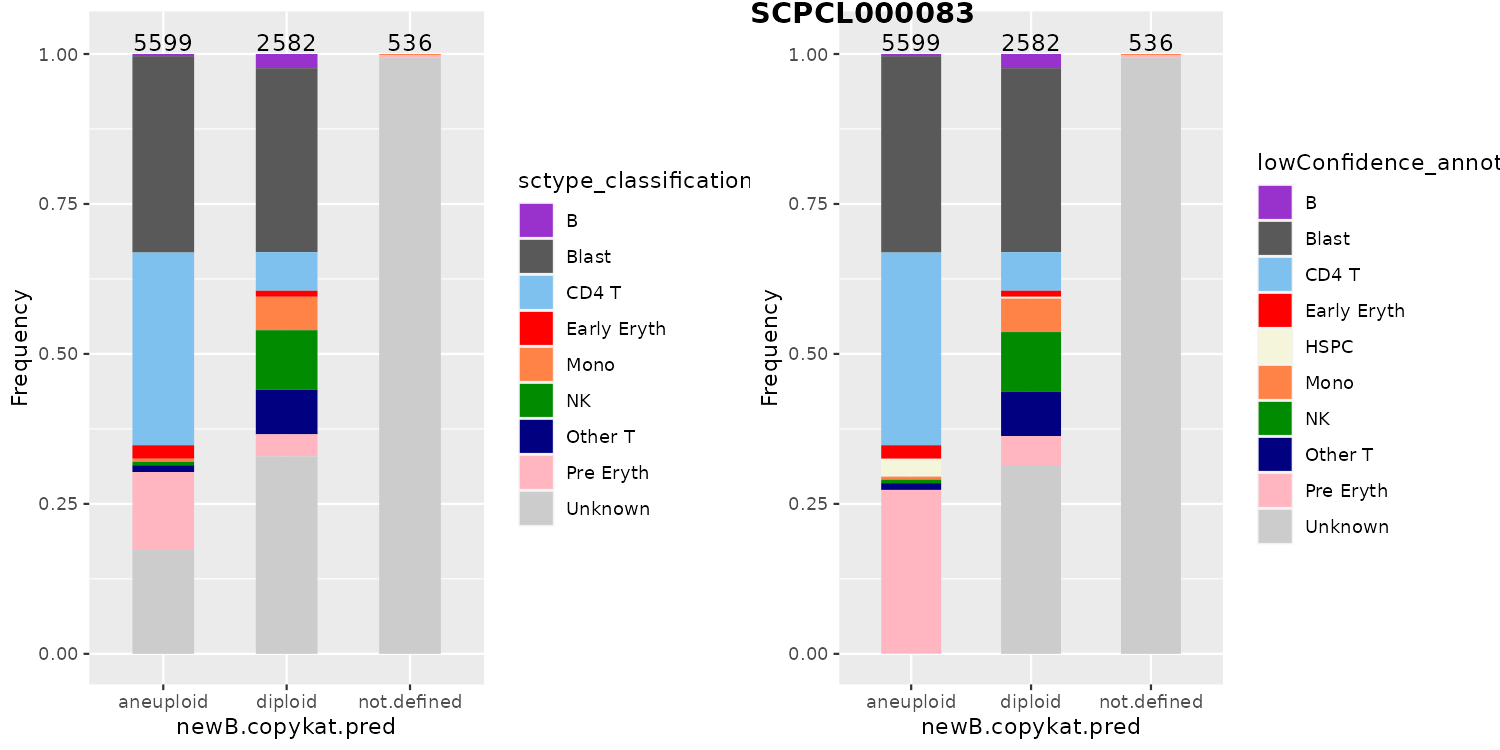 SCPCL000083
5599 2582 536
1.00
0.75
0.50
0.25
0.00
Frequency
aneuploid diploid not.defined
newB.copykat.pred
sctype_classification
B
Blast
CD4 T
Early Eryth
Mono
NK
Other T
Pre Eryth
Unknown
5599 2582 536
1.00
0.75
0.50
0.25
0.00
Frequency
aneuploid diploid not.defined
newB.copykat.pred
lowConfidence_annot
B
Blast
CD4 T
Early Eryth
HSPC
Mono
NK
Other T
Pre Eryth
Unknown